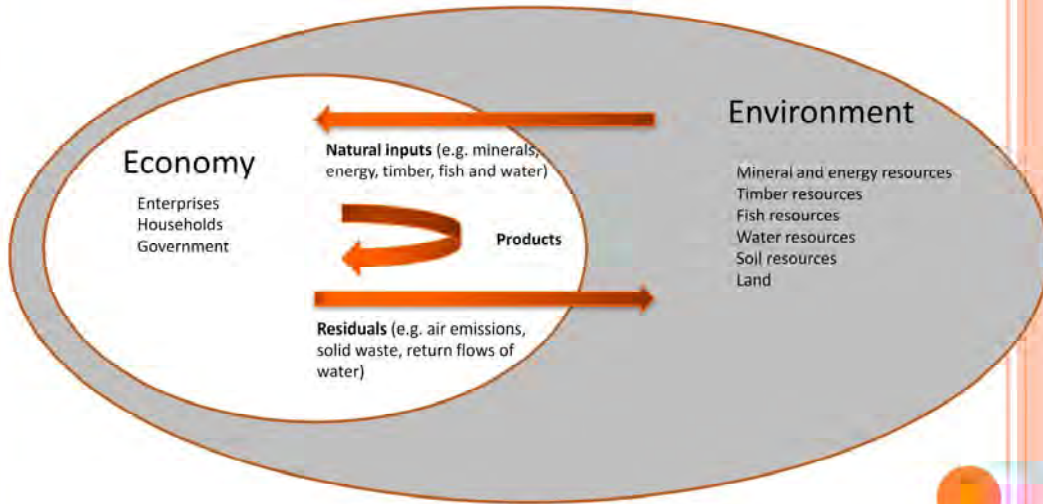 Environment
Economy
Natural inputs (e.g. minerals,
energy, timber, fish and water)
Enterprises
Households
Government
Products
Mineral and energy resources
Timber resources
Fish resources
Water resources
Soil resources
Land
Residuals (e.g. air emissions,
solid waste, return flows of
water)